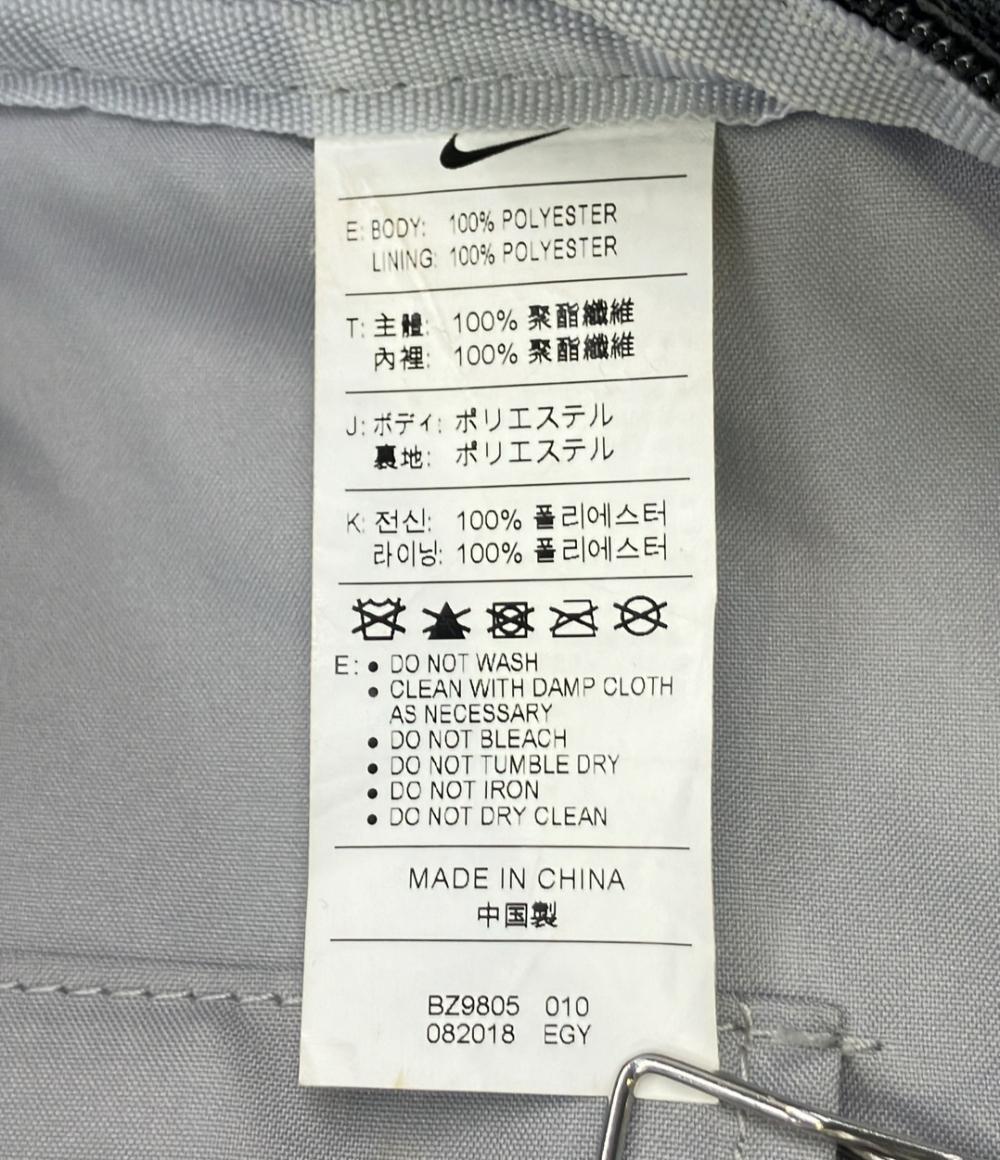 E: BODY: 100% POLYESTER
LINING: 100% POLYESTER
T: 主體: 100% 聚酯纖維
內裡: 100% 聚酯纖維
J: ボディ: ポリエステル
裏地: ポリエステル
K: 전신: 100% 폴리에스터
라이닝: 100% 폴리에스터
E: • DO NOT WASH
• CLEAN WITH DAMP CLOTH
AS NECESSARY
• DO NOT BLEACH
• DO NOT TUMBLE DRY
• DO NOT IRON
• DO NOT DRY CLEAN
MADE IN CHINA
中国製
BZ9805 010
082018 EGY